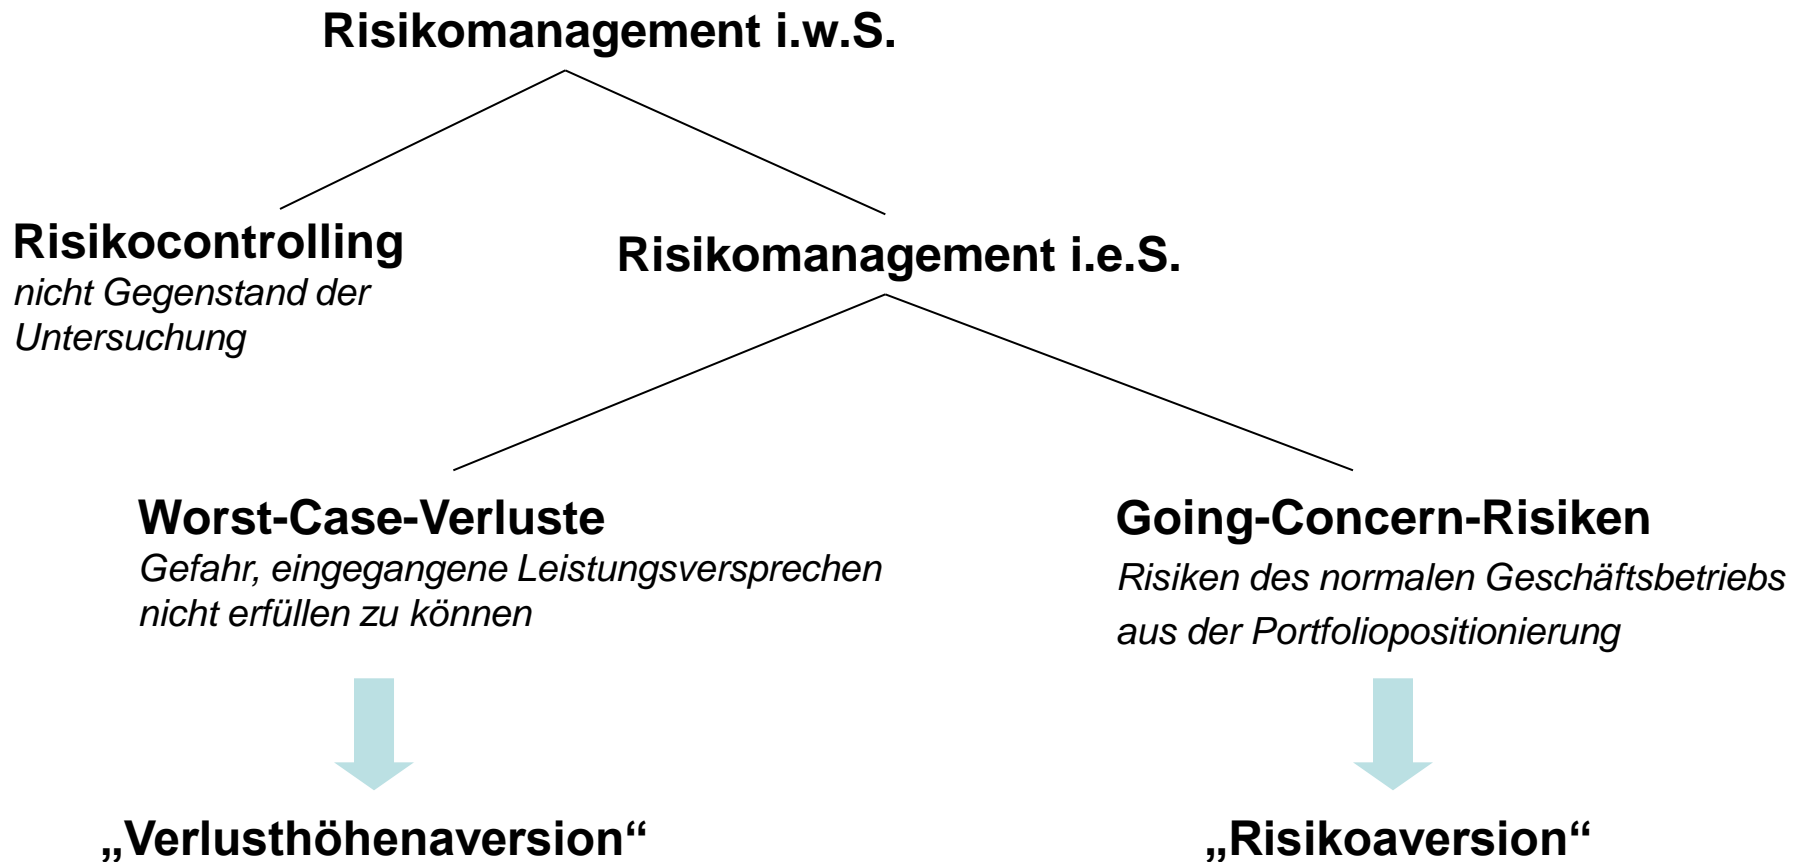 Risikomanagement i.w.S.
Risikocontrolling
nicht Gegenstand der
Untersuchung
Risikomanagement i.e.S.
Worst-Case-Verluste
Gefahr, eingegangene Leistungsversprechen
nicht erfüllen zu können
Going-Concern-Risiken
Risiken des normalen Geschäftsbetriebs
aus der Portfoliopositionierung
„Verlusthöhenaversion“
„Risikoaversion“